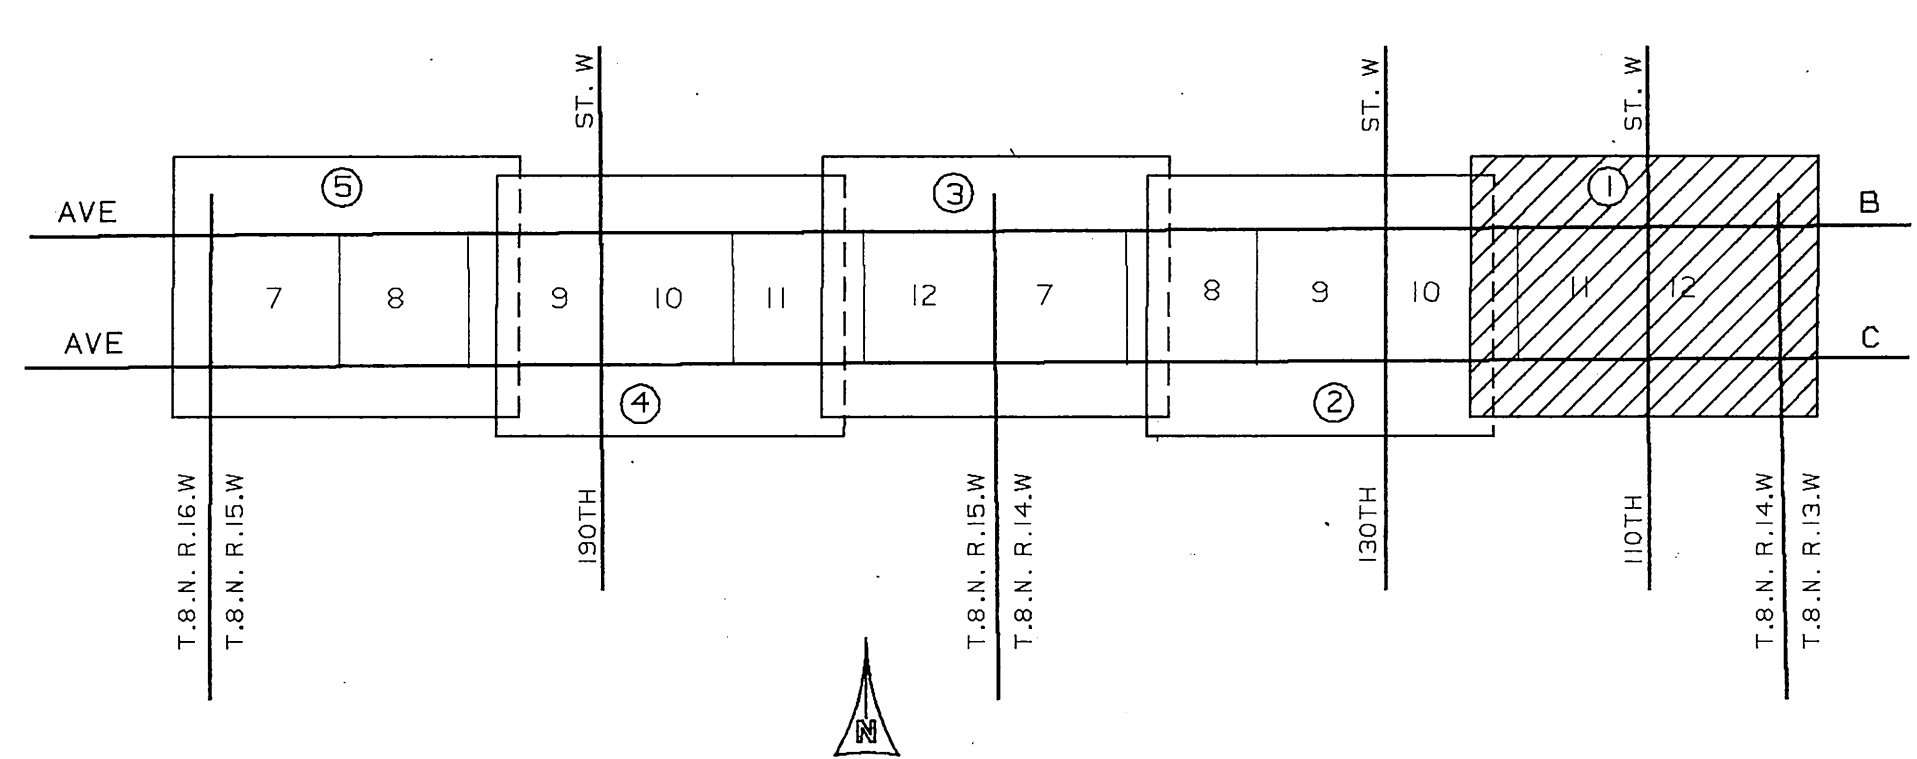 ST. W
ST. W
ST. W
5
3
1
AVE
B
7
8
9
10
11
12
7
8
9
10
11
12
AVE
C
4
2
190TH
130TH
110TH
T.8.N. R.16.W
T.8.N. R.15.W
T.8.N. R.15.W
T.8.N. R.14.W
T.8.N. R.14.W
T.8.N. R.13.W
N